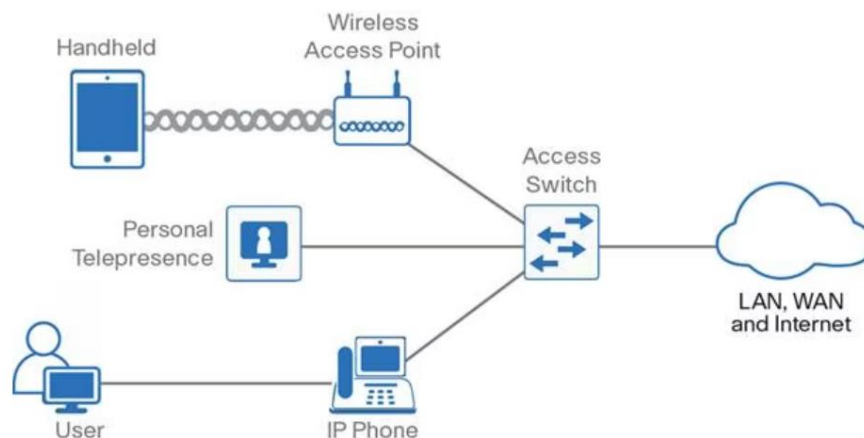 Handheld
Wireless
Access Point
Access
Switch
Personal
Telepresence
LAN, WAN
and Internet
User
IP Phone